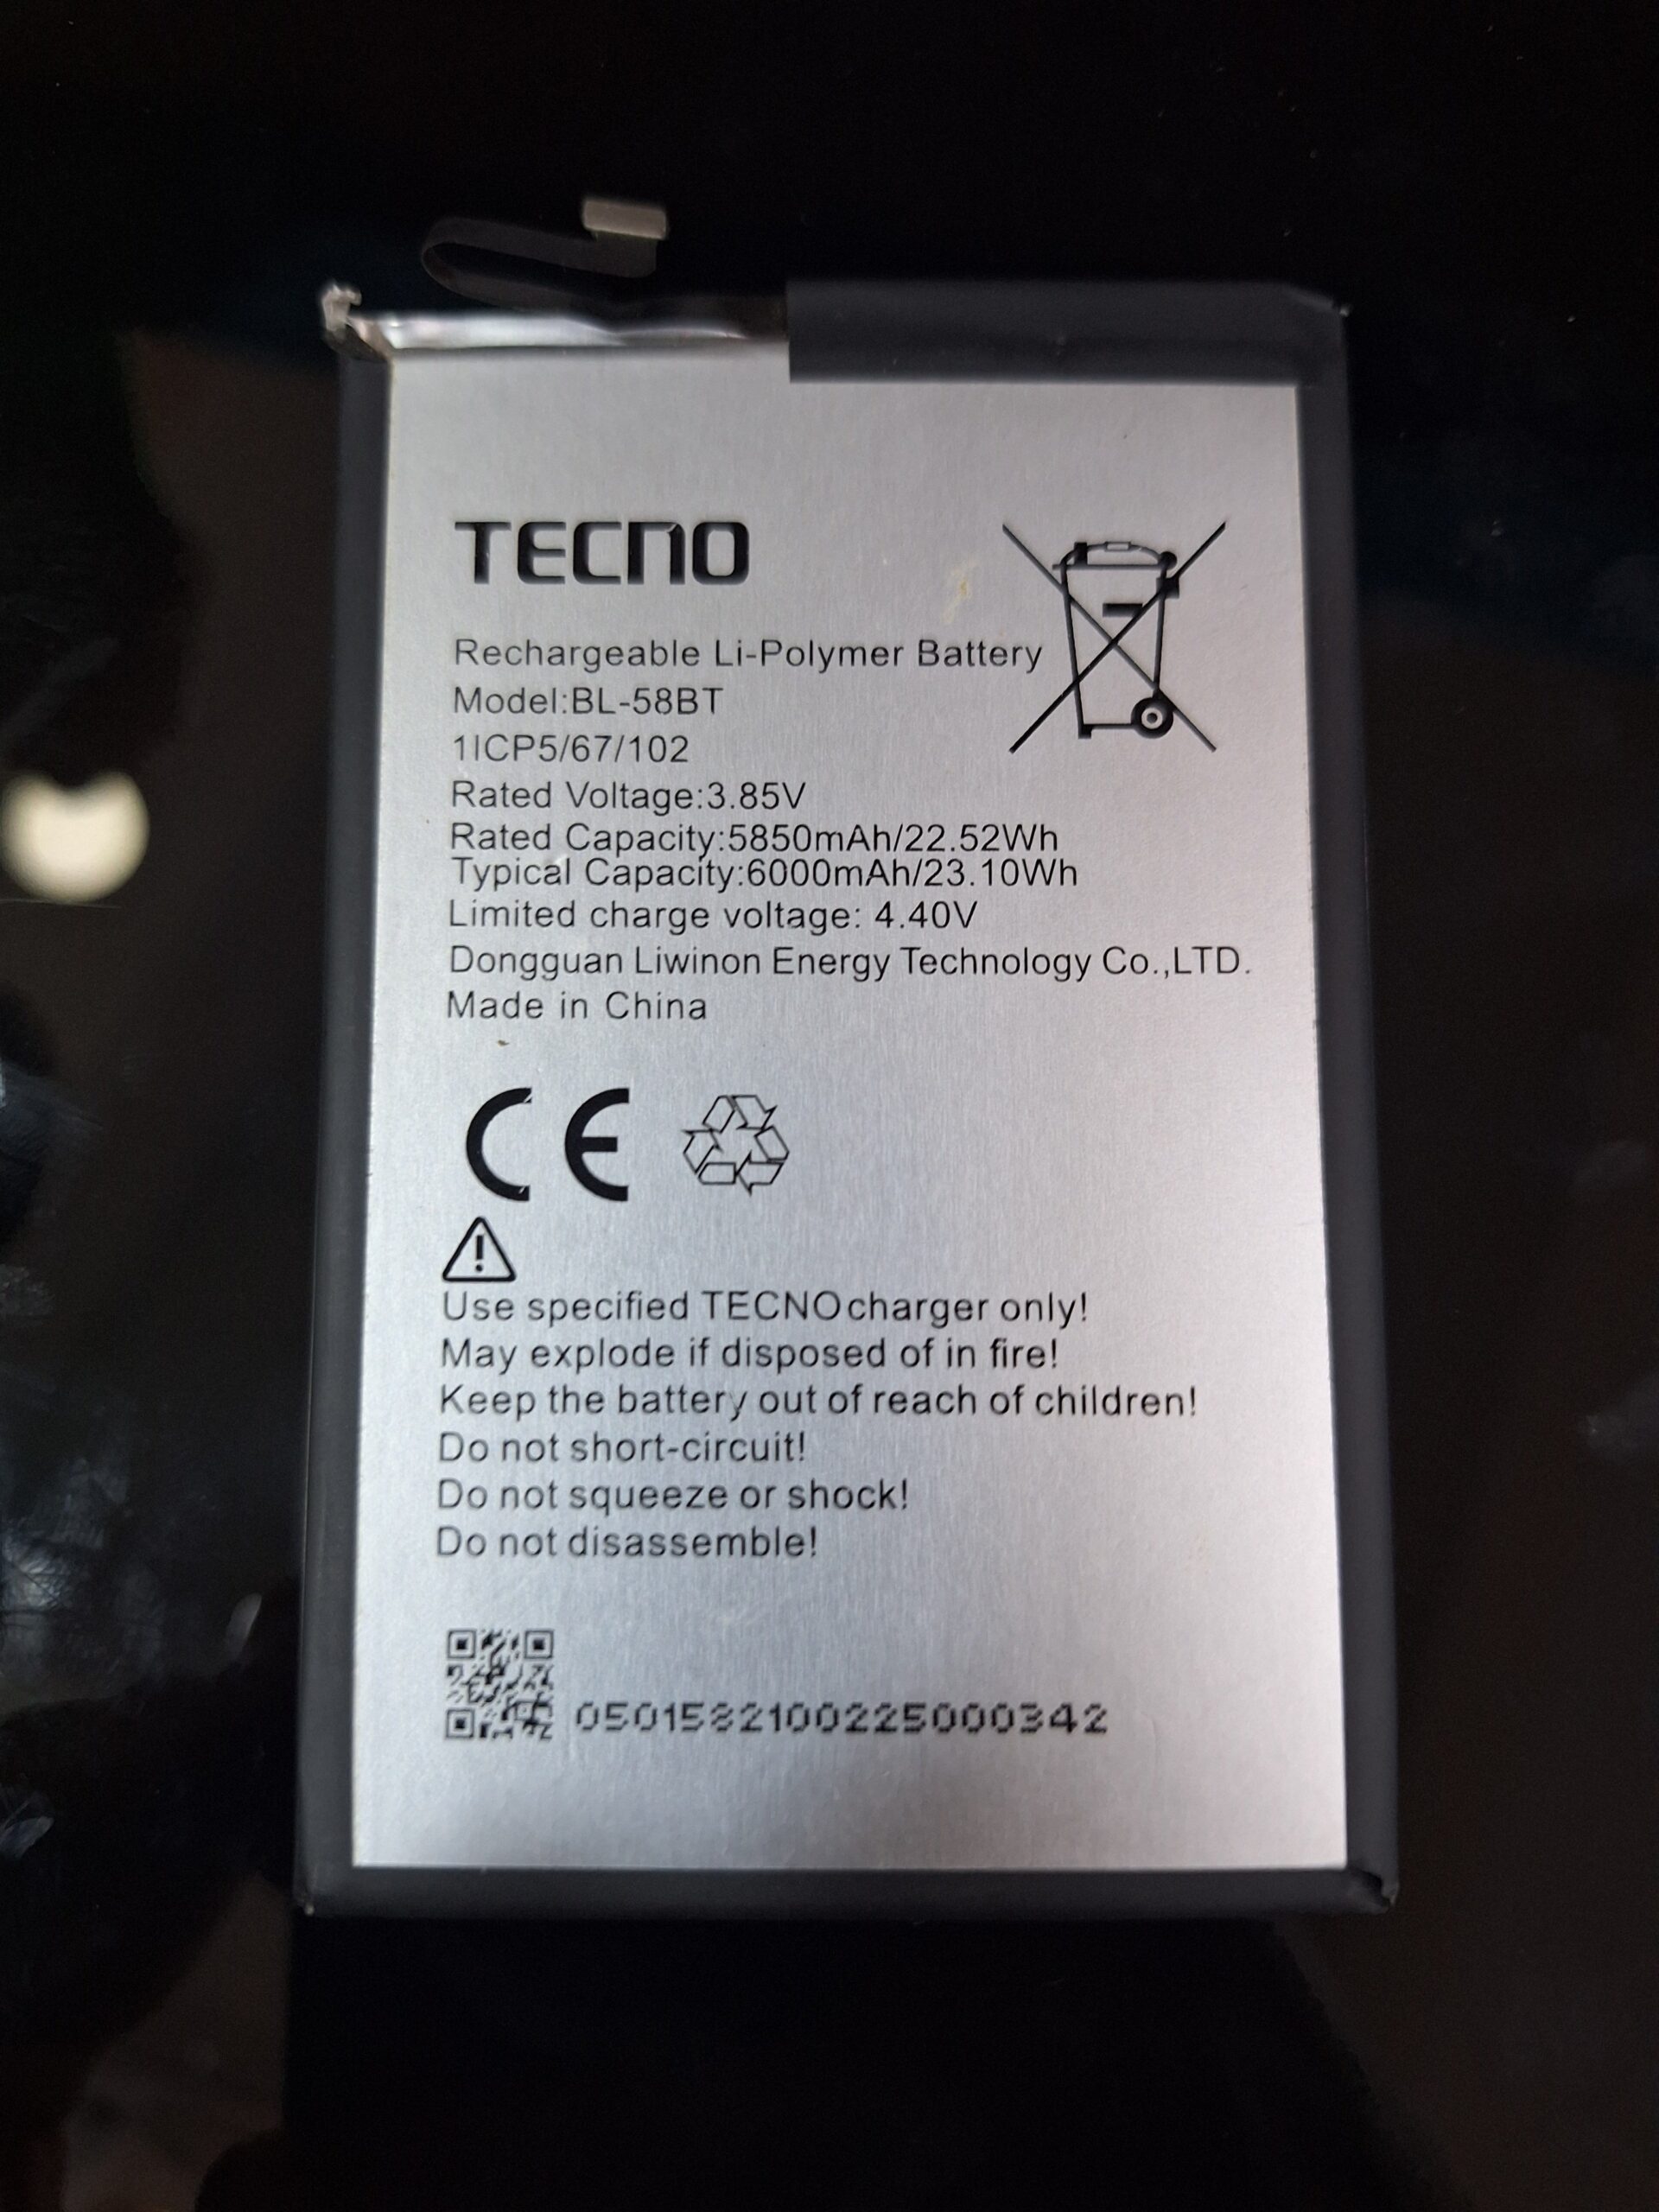 TECNO
Rechargeable Li-Polymer Battery
Model:BL-58BT
1ICP5/67/102
Rated Voltage:3.85V
Rated Capacity:5850mAh/22.52Wh
Typical Capacity:6000mAh/23.10Wh
Limited charge voltage: 4.40V
Dongguan Liwinon Energy Technology Co.,LTD.
Made in China
CE
Use specified TECNO charger only!
May explode if disposed of in fire!
Keep the battery out of reach of children!
Do not short-circuit!
Do not squeeze or shock!
Do not disassemble!
0501582100225000342